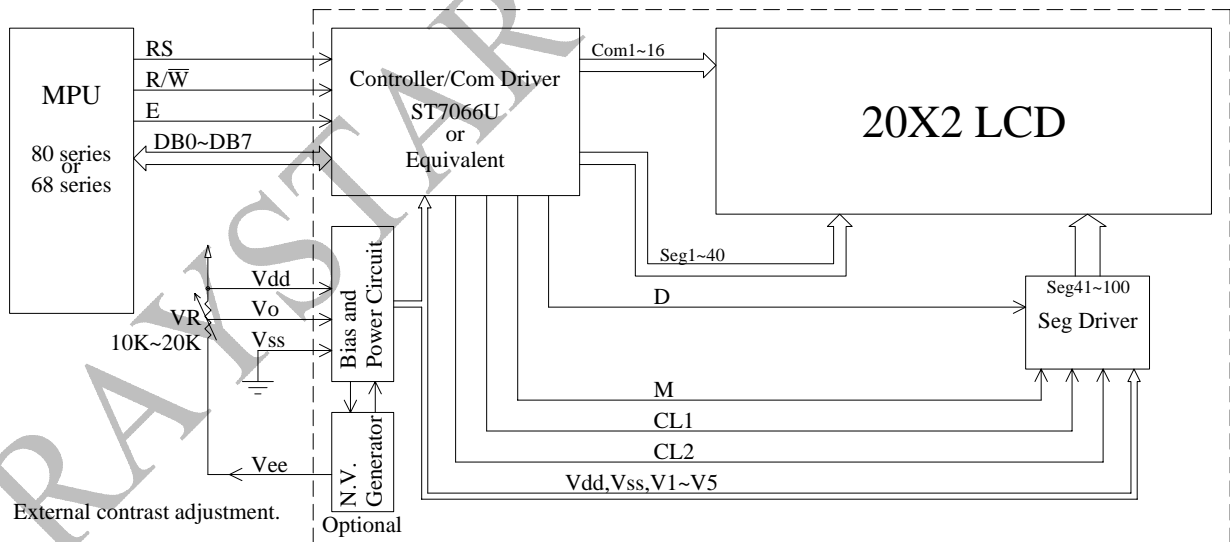 MPU
80 series
or
68 series
RS
R/W̅
E
DB0~DB7
Controller/Com Driver
ST7066U
or
Equivalent
Com1~16
20X2 LCD
Seg1~40
D
Seg41~100
Seg Driver
M
CL1
CL2
Vdd,Vss,V1~V5
Vdd
Vo
Vss
VR
10K~20K
Bias and
Power Circuit
N.V.
Generator
Optional
Vee
External contrast adjustment.
RAYSTAR